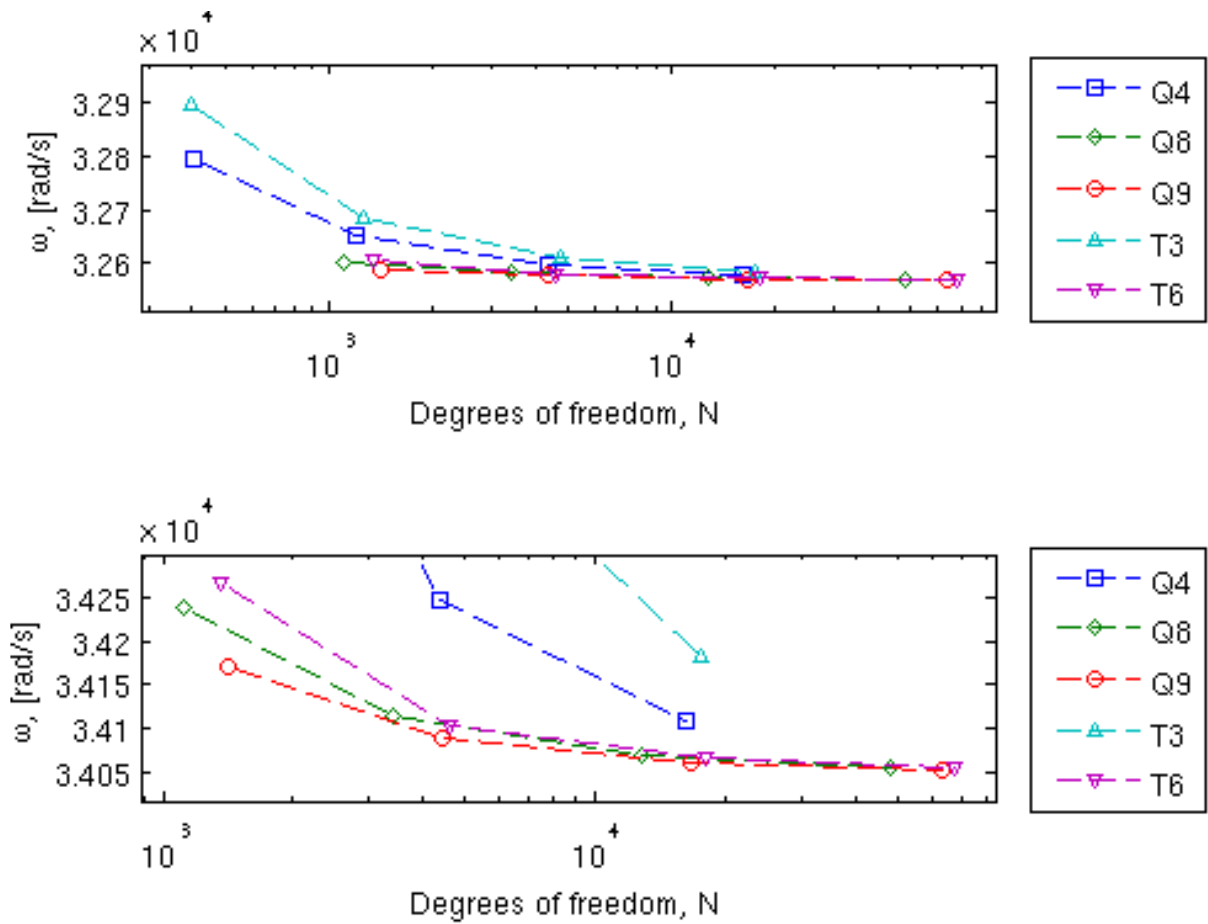 × 10⁴
3.29
3.28
3.27
3.26
ω, [rad/s]
10³
10⁴
Degrees of freedom, N
Q4
Q8
Q9
T3
T6
× 10⁴
3.425
3.42
3.415
3.41
3.405
ω, [rad/s]
10³
10⁴
Degrees of freedom, N
Q4
Q8
Q9
T3
T6